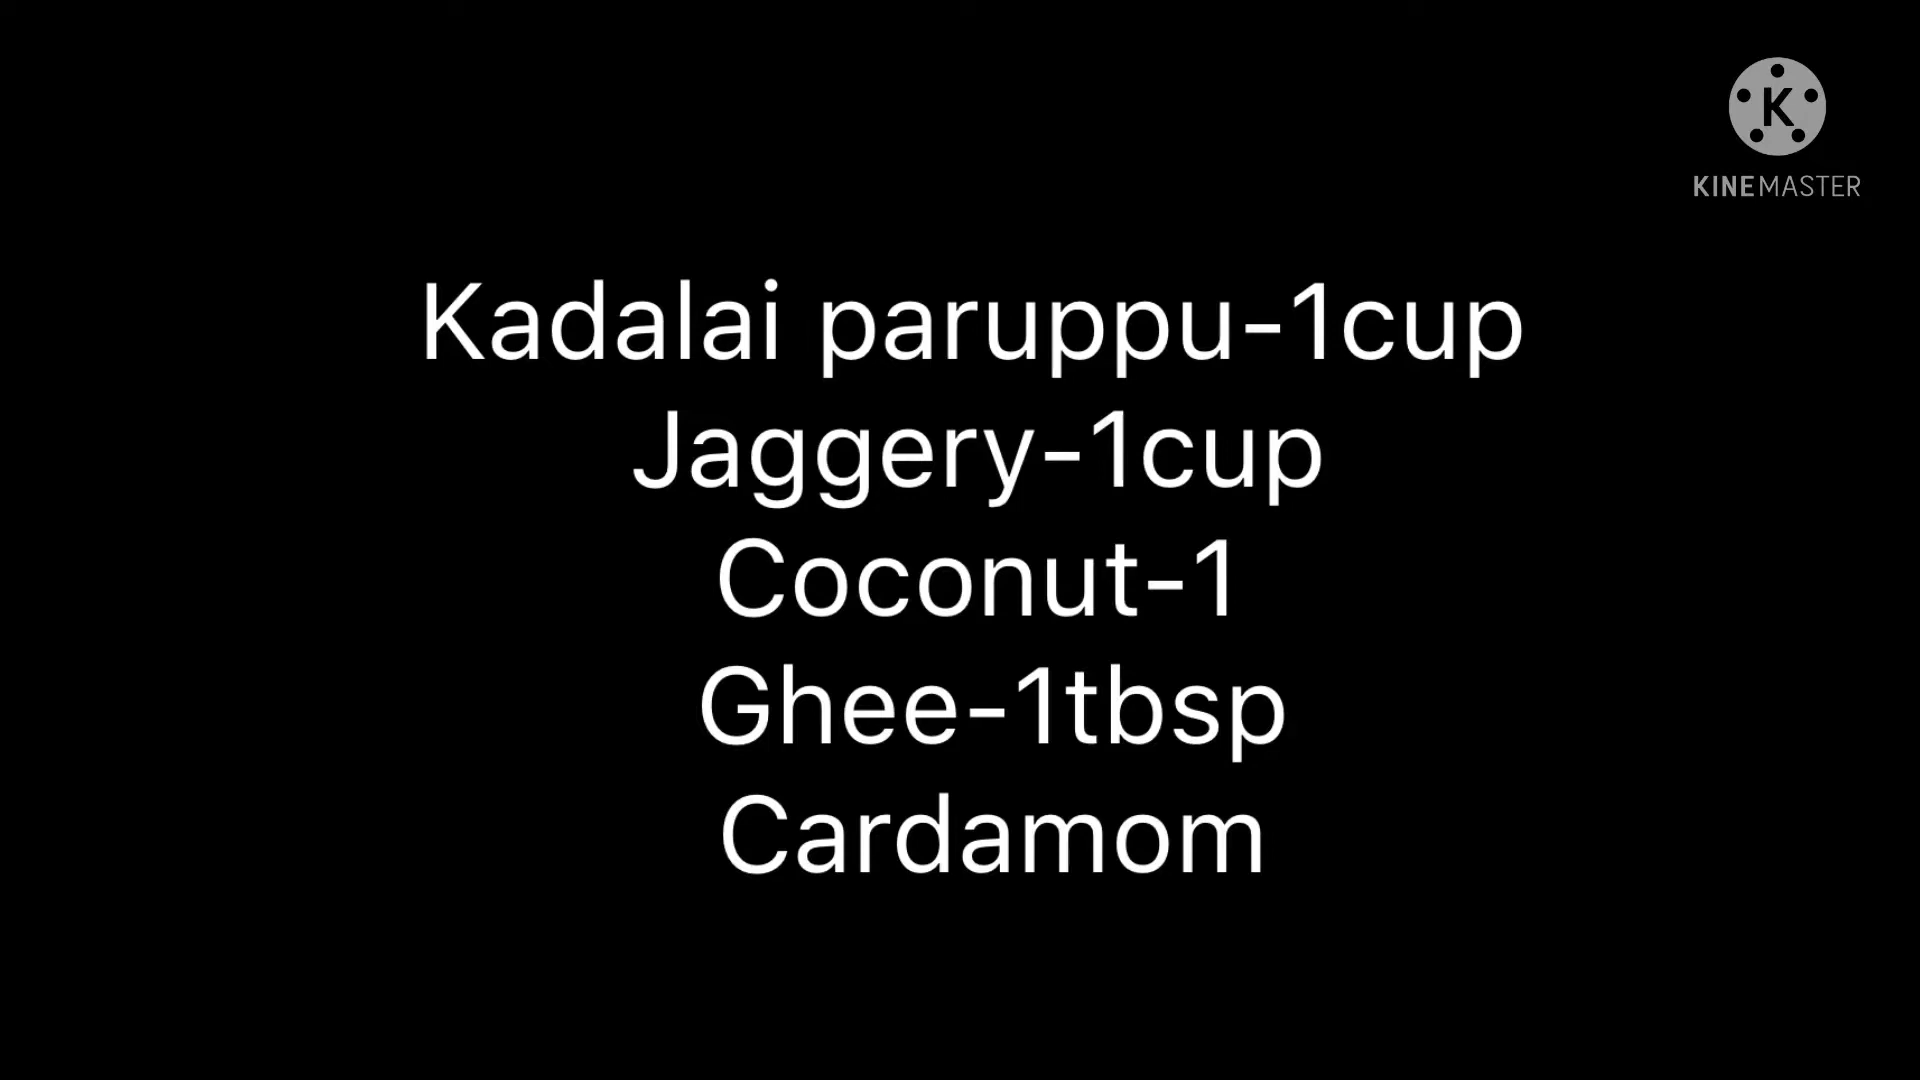 K
KINEMASTER
Kadalai paruppu-1cup
Jaggery-1cup
Coconut-1
Ghee-1tbsp
Cardamom